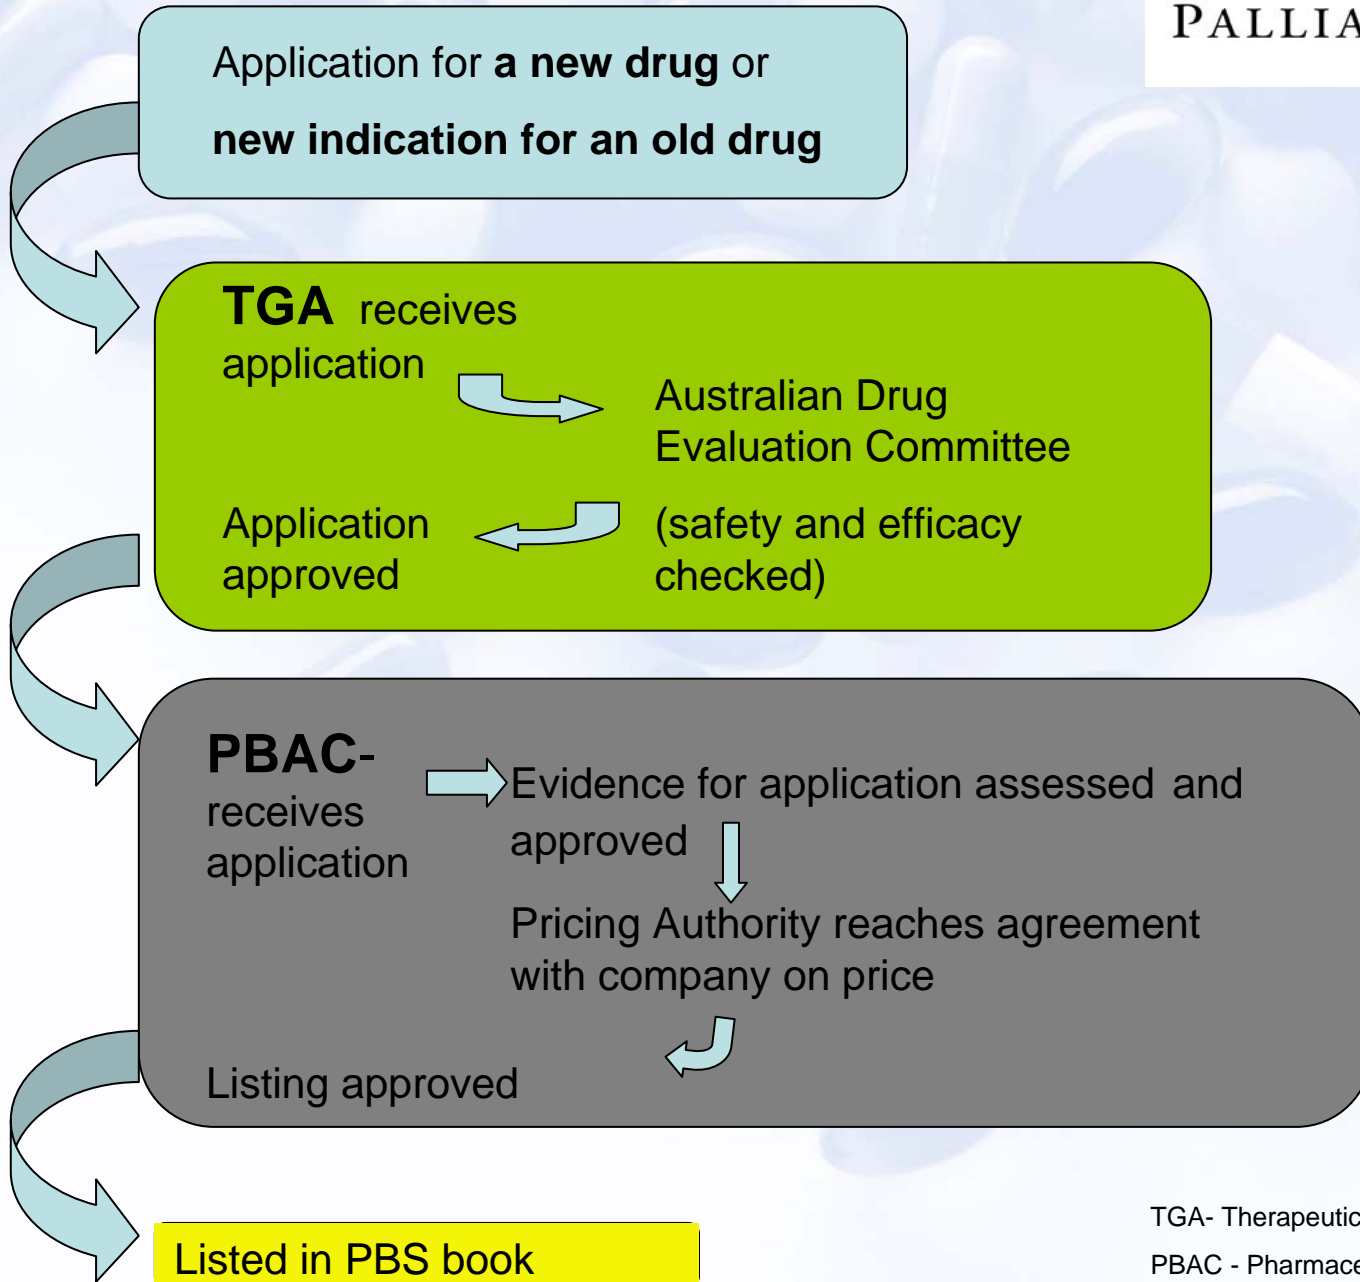 PALLIA
Application for a new drug or
new indication for an old drug
TGA receives
application
Australian Drug
Evaluation Committee
(safety and efficacy
checked)
Application
approved
PBAC-
receives
application
Evidence for application assessed and
approved
Pricing Authority reaches agreement
with company on price
Listing approved
Listed in PBS book
TGA- Therapeutic
PBAC - Pharmace